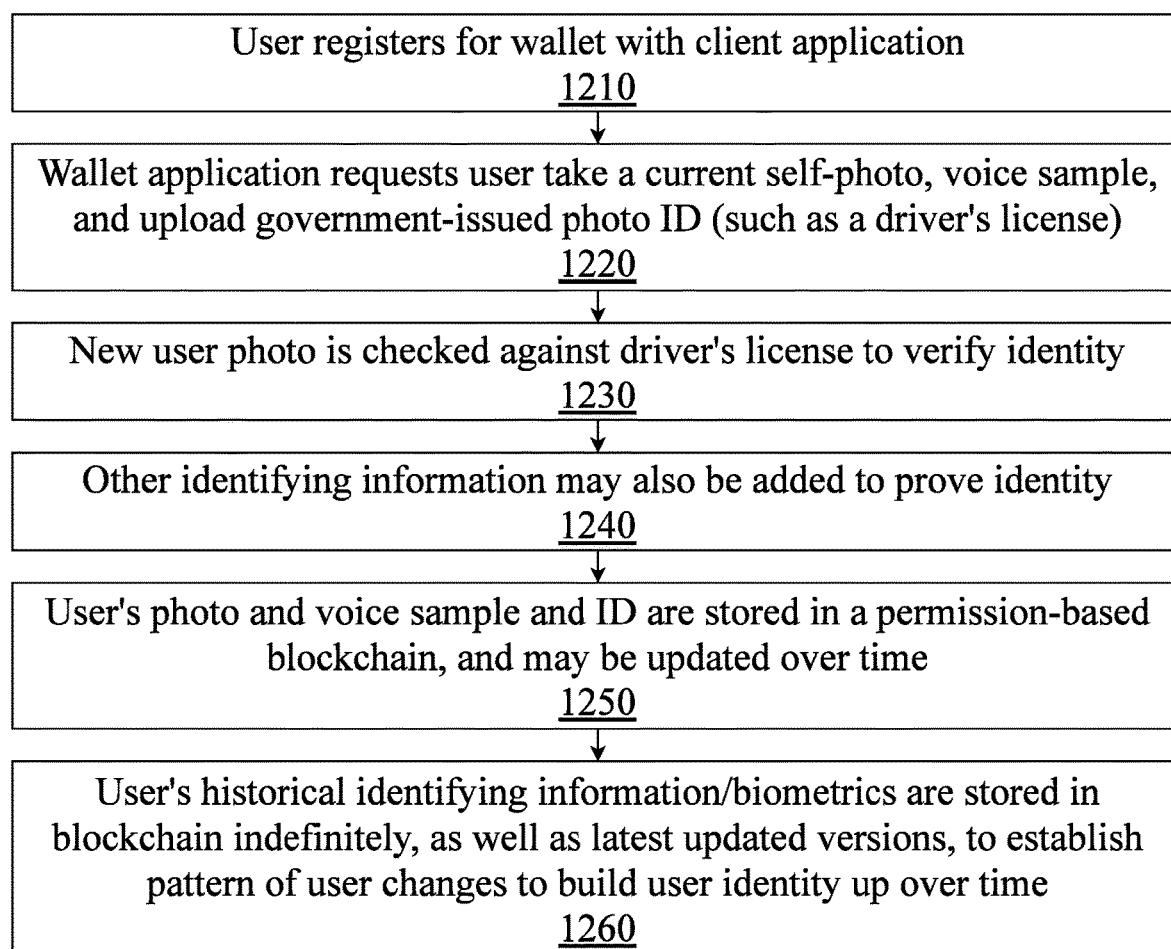 User registers for wallet with client application
1210
Wallet application requests user take a current self-photo, voice sample,
and upload government-issued photo ID (such as a driver's license)
1220
New user photo is checked against driver's license to verify identity
1230
Other identifying information may also be added to prove identity
1240
User's photo and voice sample and ID are stored in a permission-based
blockchain, and may be updated over time
1250
User's historical identifying information/biometrics are stored in
blockchain indefinitely, as well as latest updated versions, to establish
pattern of user changes to build user identity up over time
1260